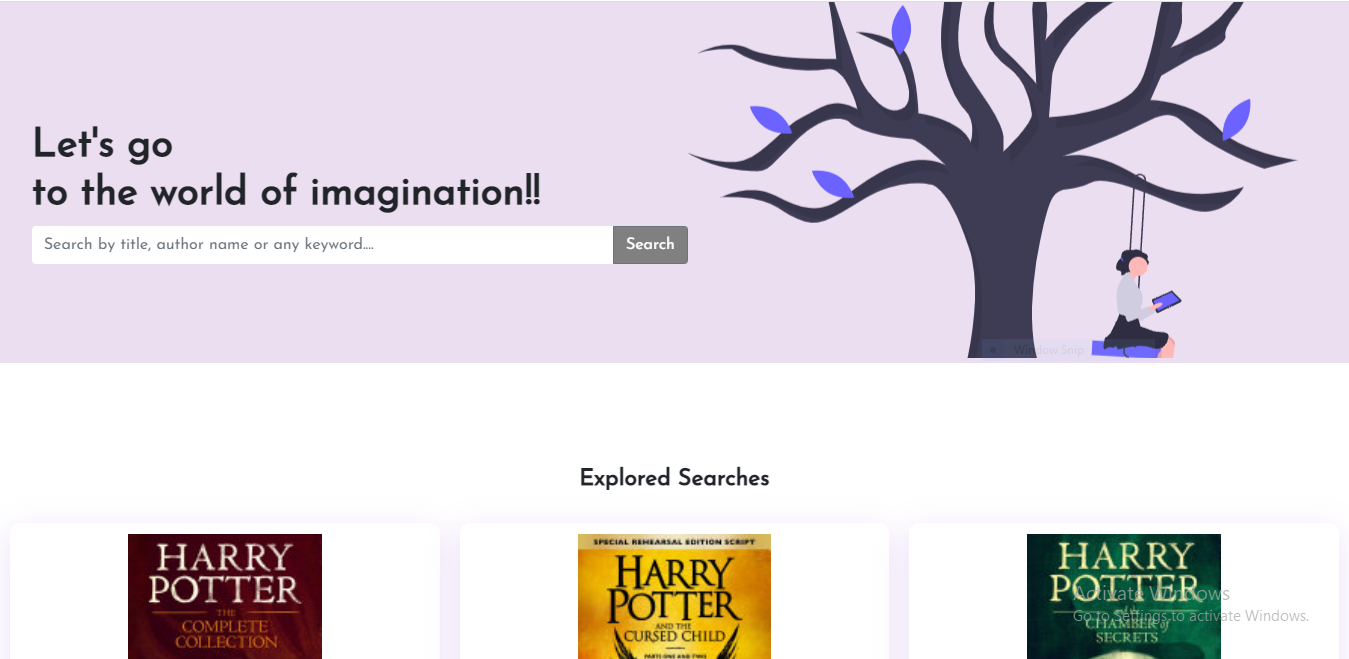 Let's go
to the world of imagination!!
Search by title, author name or any keyword....
Search
Window Snip
Explored Searches
HARRY
POTTER
THE
COMPLETE
COLLECTION
SPECIAL REHEARSAL EDITION SCRIPT
HARRY
POTTER
AND THE
CURSED CHILD
PARTS ONE AND TWO
HARRY
POTTER
CHAMBER of
SECRETS
Activate Windows
Go to Settings to activate Windows.